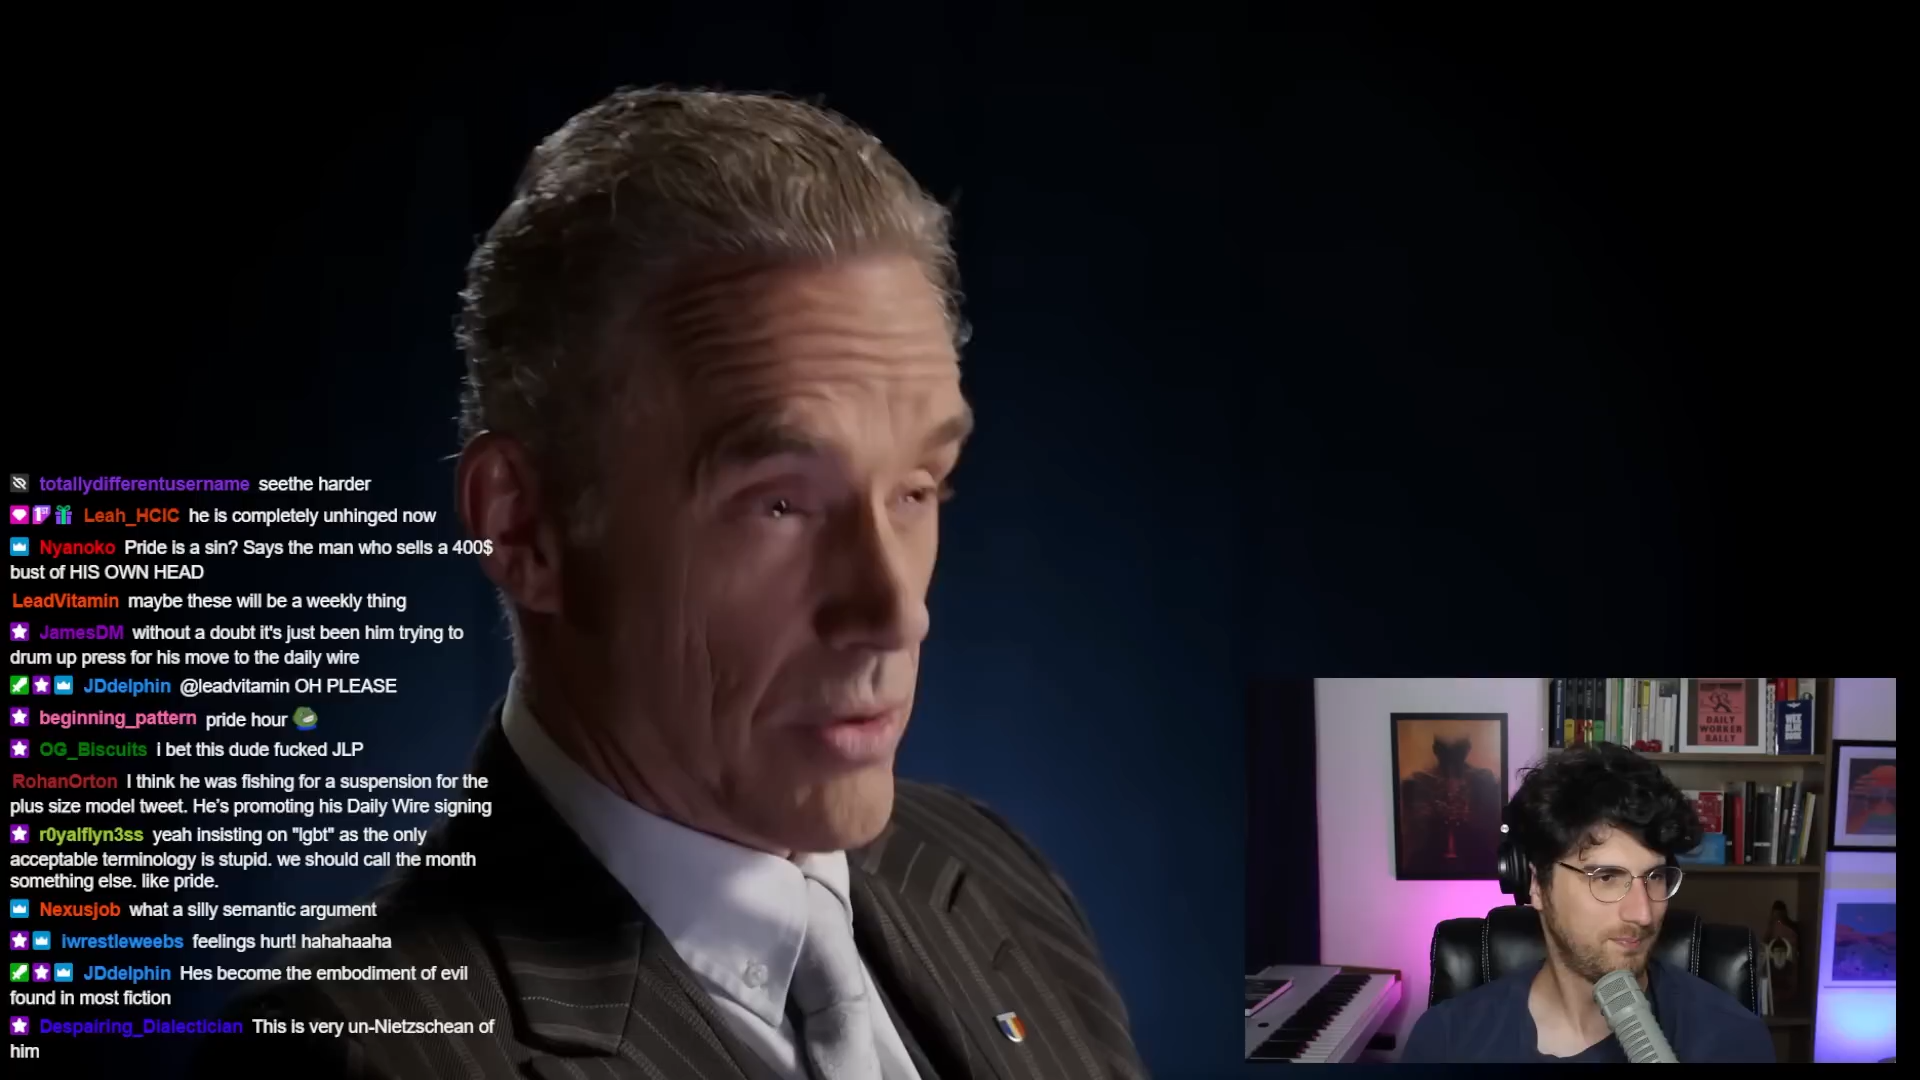 totallydifferentusername seethe harder
Leah_HCIC he is completely unhinged now
Nyanoko Pride is a sin? Says the man who sells a 400$
bust of HIS OWN HEAD
LeadVitamin maybe these will be a weekly thing
JamesDM without a doubt it's just been him trying to
drum up press for his move to the daily wire
JDdelphin @leadvitamin OH PLEASE
beginning_pattern pride hour
OG_Biscuits i bet this dude fucked JLP
RohanOrton I think he was fishing for a suspension for the
plus size model tweet. He's promoting his Daily Wire signing
r0yalflyn3ss yeah insisting on "lgbt" as the only
acceptable terminology is stupid. we should call the month
something else. like pride.
Nexusjob what a silly semantic argument
iwrestleweebs feelings hurt! hahahaaha
JDdelphin Hes become the embodiment of evil
found in most fiction
Despairing_Dialectician This is very un-Nietzschean of
him
DAILY
WORKER
RALLY